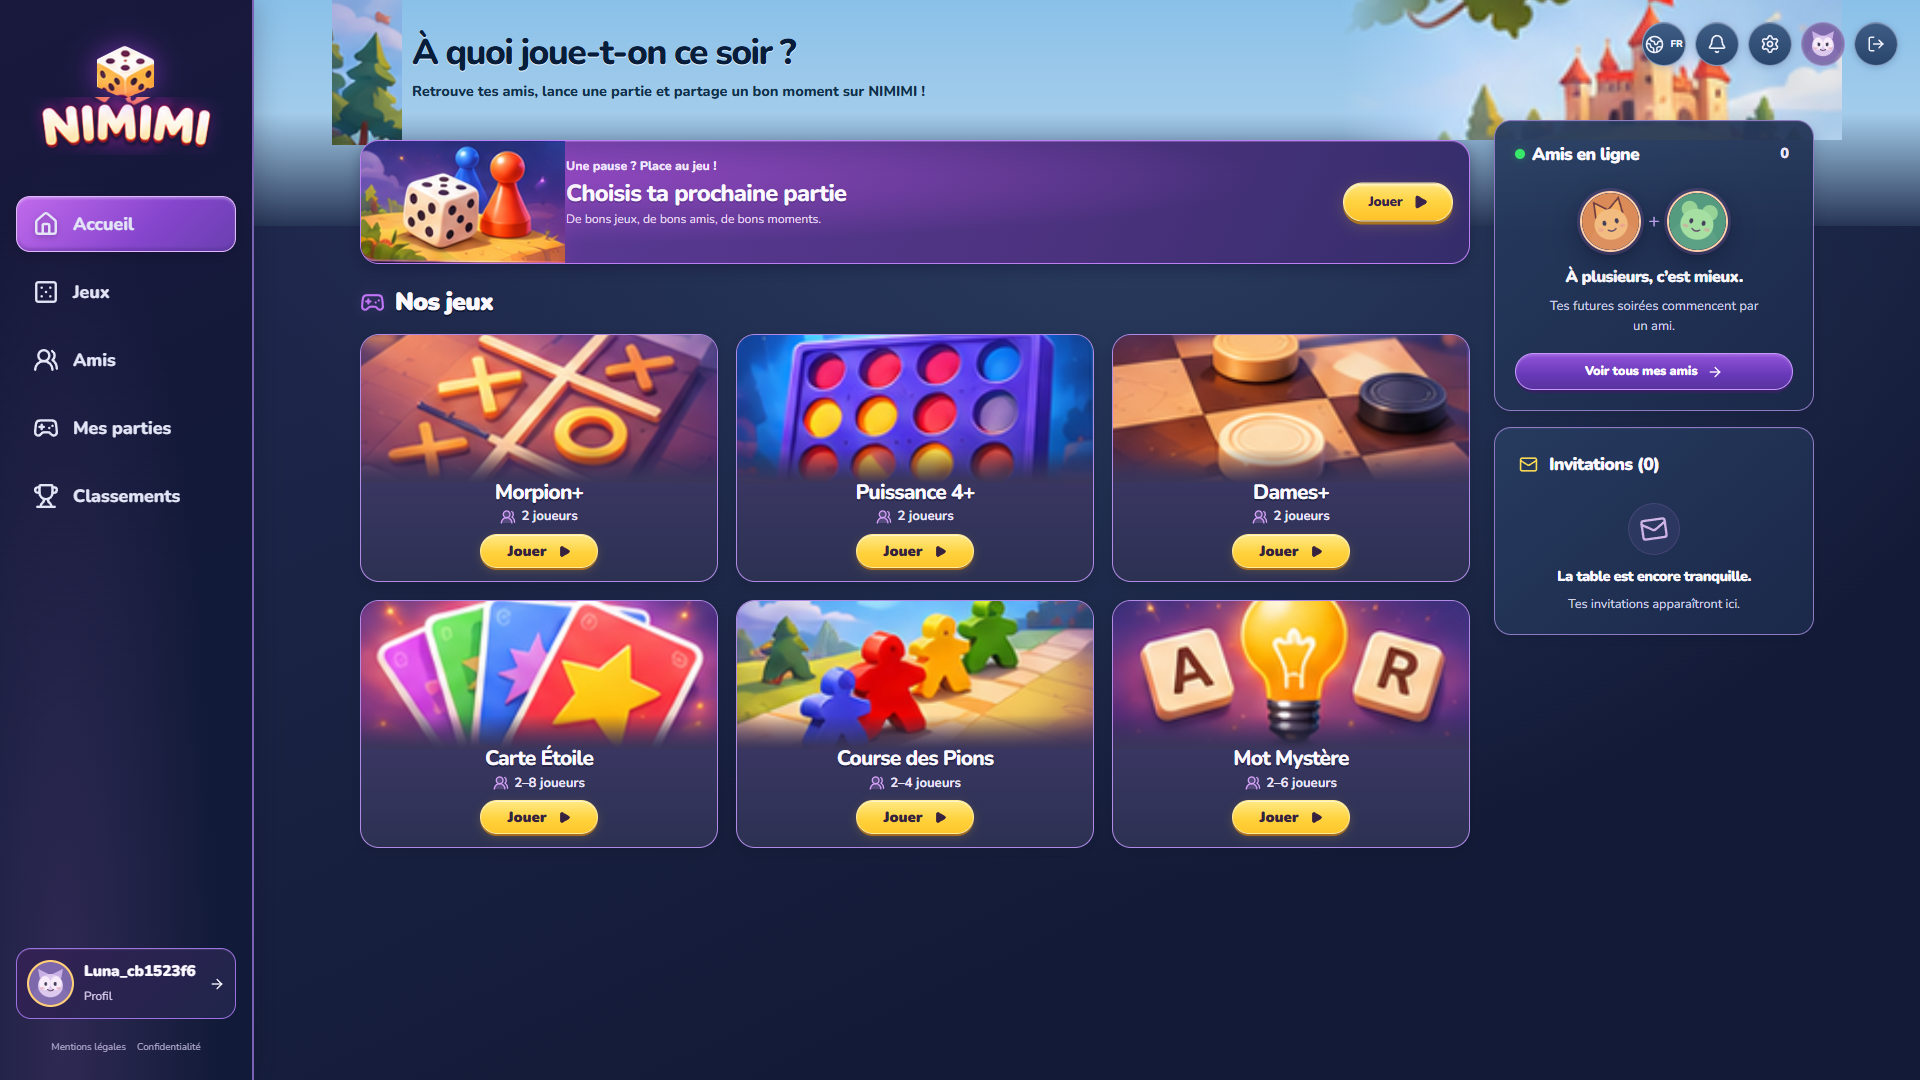 NIMIMI
Accueil
Jeux
Amis
Mes parties
Classements
Luna_cb1523f6
Profil
Mentions légales Confidentialité
À quoi joue-t-on ce soir ?
Retrouve tes amis, lance une partie et partage un bon moment sur NIMIMI !
FR
Une pause ? Place au jeu !
Choisis ta prochaine partie
De bons jeux, de bons amis, de bons moments.
Jouer
Nos jeux
Morpion+
2 joueurs
Jouer
Puissance 4+
2 joueurs
Jouer
Dames+
2 joueurs
Jouer
Carte Étoile
2–8 joueurs
Jouer
Course des Pions
2–4 joueurs
Jouer
A R
Mot Mystère
2–6 joueurs
Jouer
Amis en ligne 0
+
À plusieurs, c’est mieux.
Tes futures soirées commencent par
un ami.
Voir tous mes amis
Invitations (0)
La table est encore tranquille.
Tes invitations apparaîtront ici.